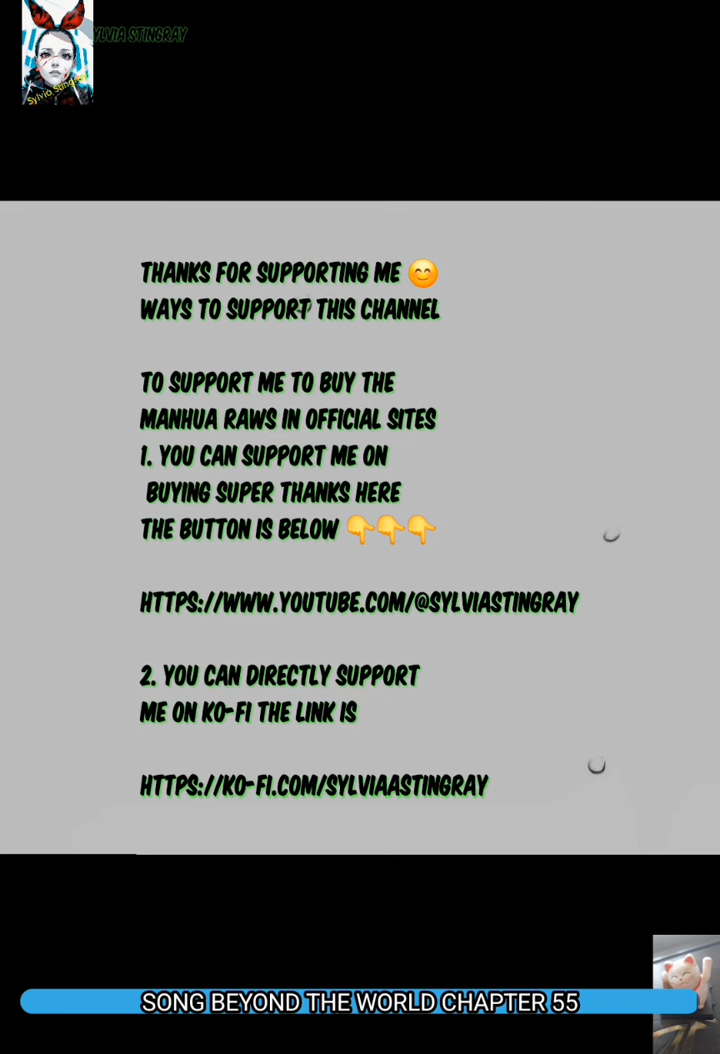 SYLVIA STINGRAY
Sylvia Stingray
THANKS FOR SUPPORTING ME 😊
WAYS TO SUPPORT THIS CHANNEL
TO SUPPORT ME TO BUY THE
MANHUA RAWS IN OFFICIAL SITES
1. YOU CAN SUPPORT ME ON
BUYING SUPER THANKS HERE
THE BUTTON IS BELOW 👇👇👇
HTTPS://WWW.YOUTUBE.COM/@SYLVIASTINGRAY
2. YOU CAN DIRECTLY SUPPORT
ME ON KO-FI THE LINK IS
HTTPS://KO-FI.COM/SYLVIAASTINGRAY
SONG BEYOND THE WORLD CHAPTER 55